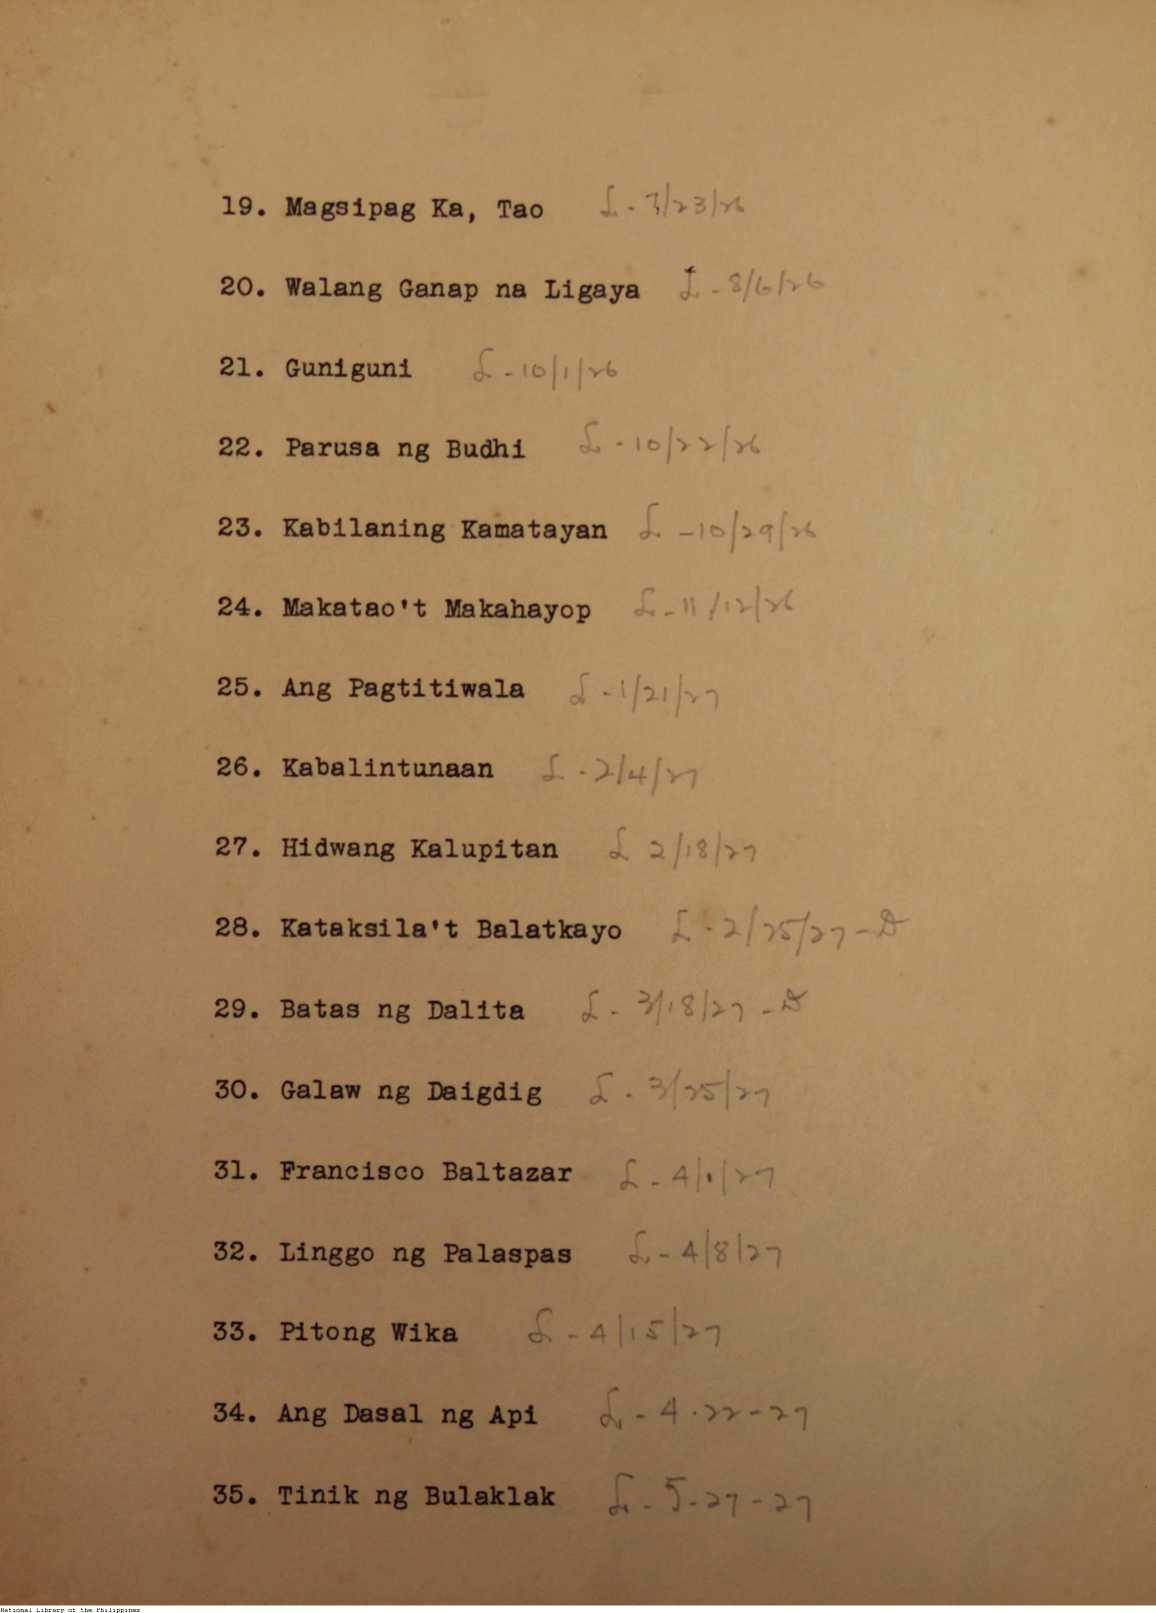 19. Magsipag Ka, Tao £ - 7/23/26
20. Walang Ganap na Ligaya £ - 8/6/26
21. Guniguni £ - 10/1/26
22. Parusa ng Budhi £ - 10/22/26
23. Kabilaning Kamatayan £ - 10/29/26
24. Makatao't Makahayop £ - 11/12/26
25. Ang Pagtitiwala £ - 1/21/27
26. Kabalintunaan £ - 2/4/27
27. Hidwang Kalupitan £ 2/18/27
28. Kataksila't Balatkayo £ - 2/25/27 - D
29. Batas ng Dalita £ - 3/18/27 - D
30. Galaw ng Daigdig £ - 3/25/27
31. Francisco Baltazar £ - 4/1/27
32. Linggo ng Palaspas £ - 4/8/27
33. Pitong Wika £ - 4/15/27
34. Ang Dasal ng Api £ - 4-22-27
35. Tinik ng Bulaklak £ - 5-27-27
National Library of the Philippines